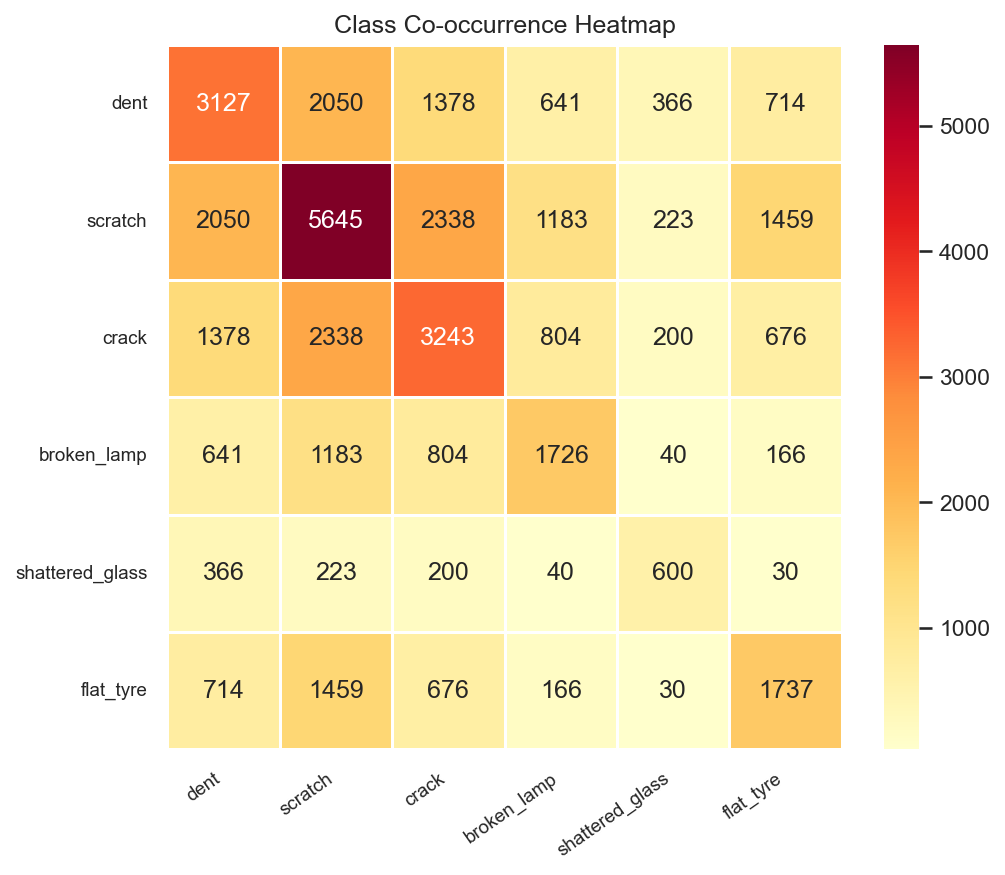 Class Co-occurrence Heatmap
dent 3127 2050 1378 641 366 714
scratch 2050 5645 2338 1183 223 1459
crack 1378 2338 3243 804 200 676
broken_lamp 641 1183 804 1726 40 166
shattered_glass 366 223 200 40 600 30
flat_tyre 714 1459 676 166 30 1737
dent scratch crack broken_lamp shattered_glass flat_tyre
5000
4000
3000
2000
1000